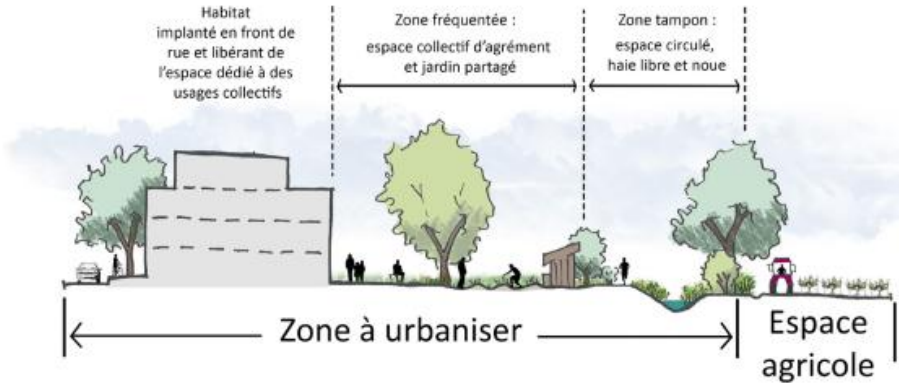 Habitat
implanté en front de
rue et libérant de
l'espace dédié à des
usages collectifs
Zone fréquentée :
espace collectif d'agrément
et jardin partagé
Zone tampon :
espace circulé,
haie libre et noue
Zone à urbaniser
Espace
agricole